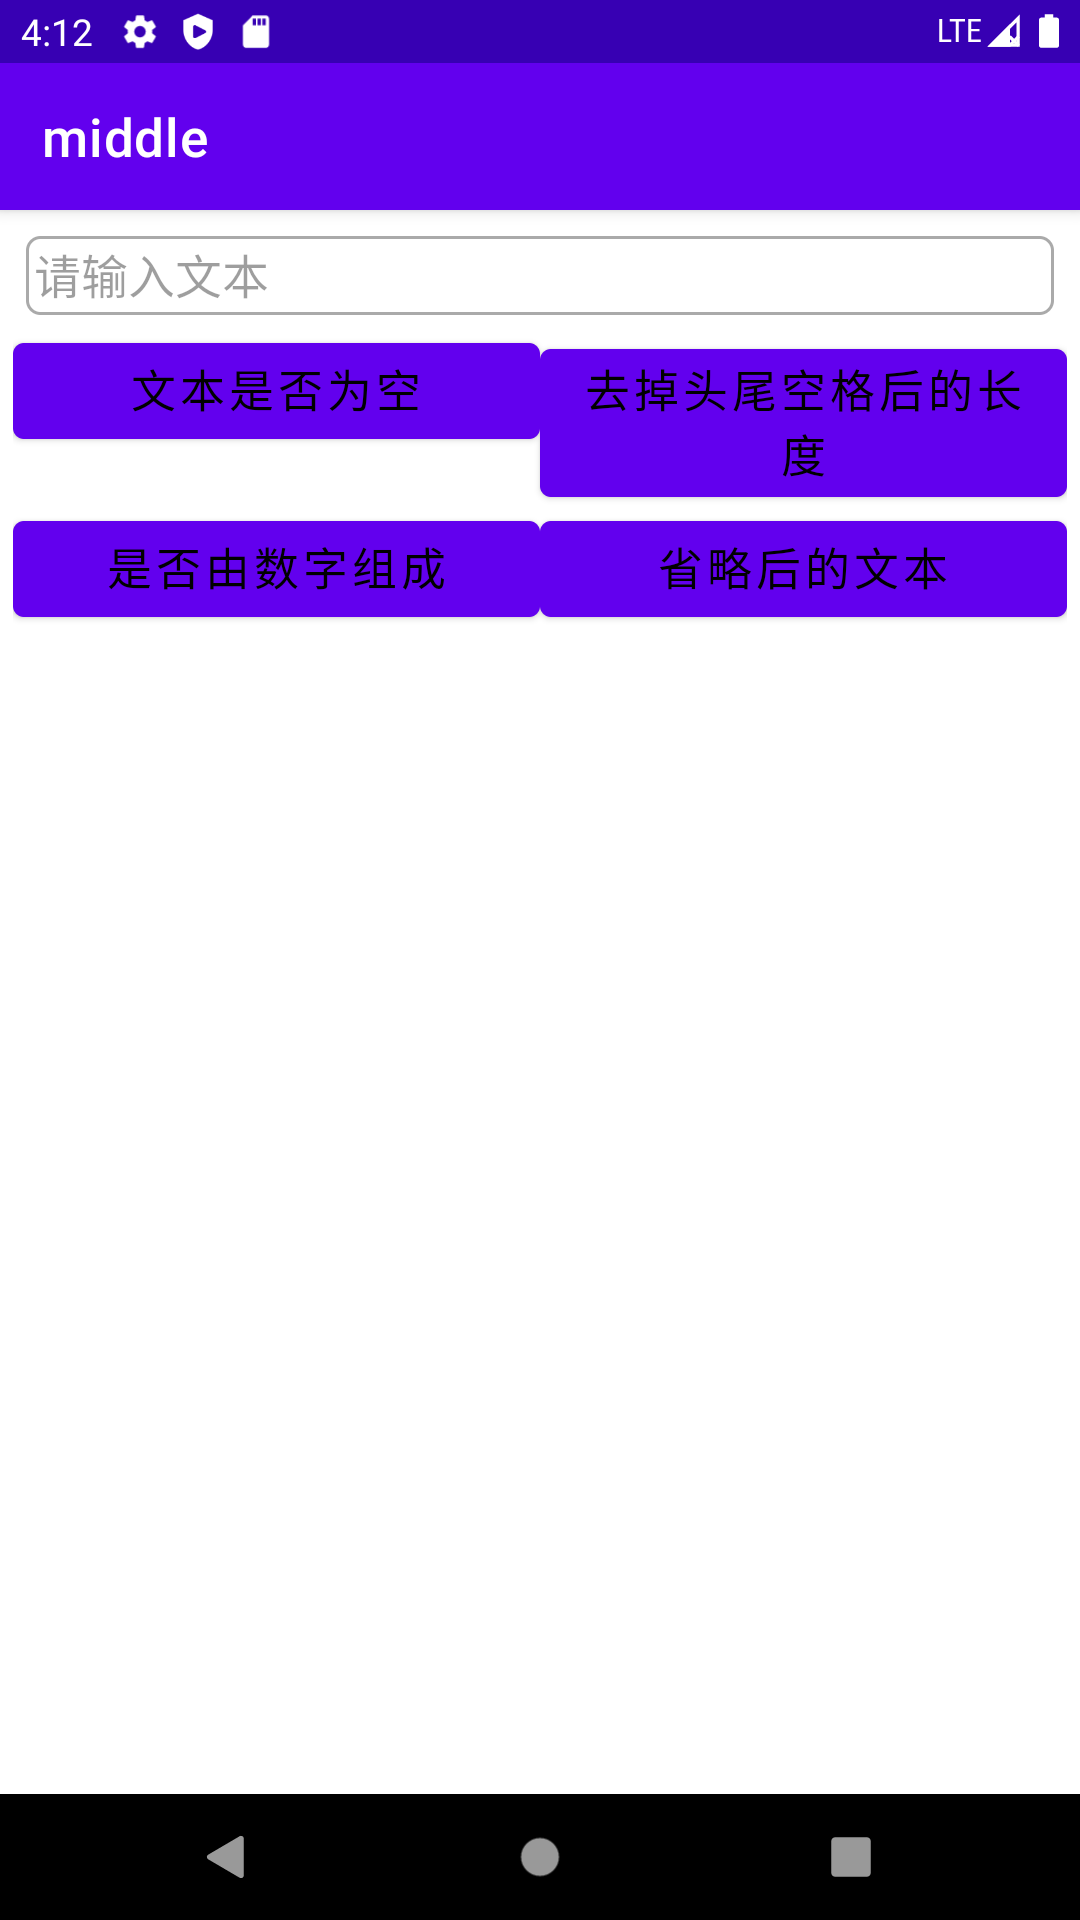 4:12 LTE
middle
请输入文本
文本是否为空
去掉头尾空格后的长
度
是否由数字组成
省略后的文本